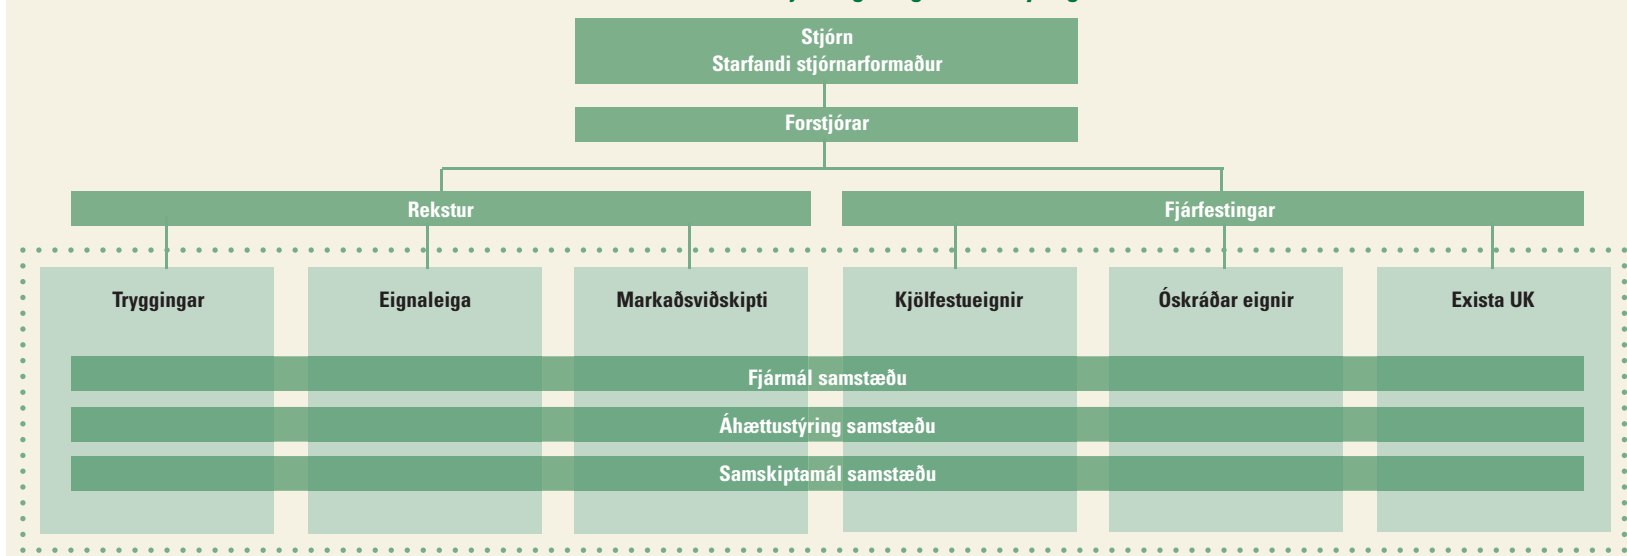 Stjórn
Starfandi stjórnarformaður
Forstjórar
Rekstur
Fjárfestingar
Tryggingar
Eignaleiga
Markaðsviðskipti
Kjölfestueignir
Óskráðar eignir
Exista UK
Fjármál samstæðu
Áhættustýring samstæðu
Samskiptamál samstæðu